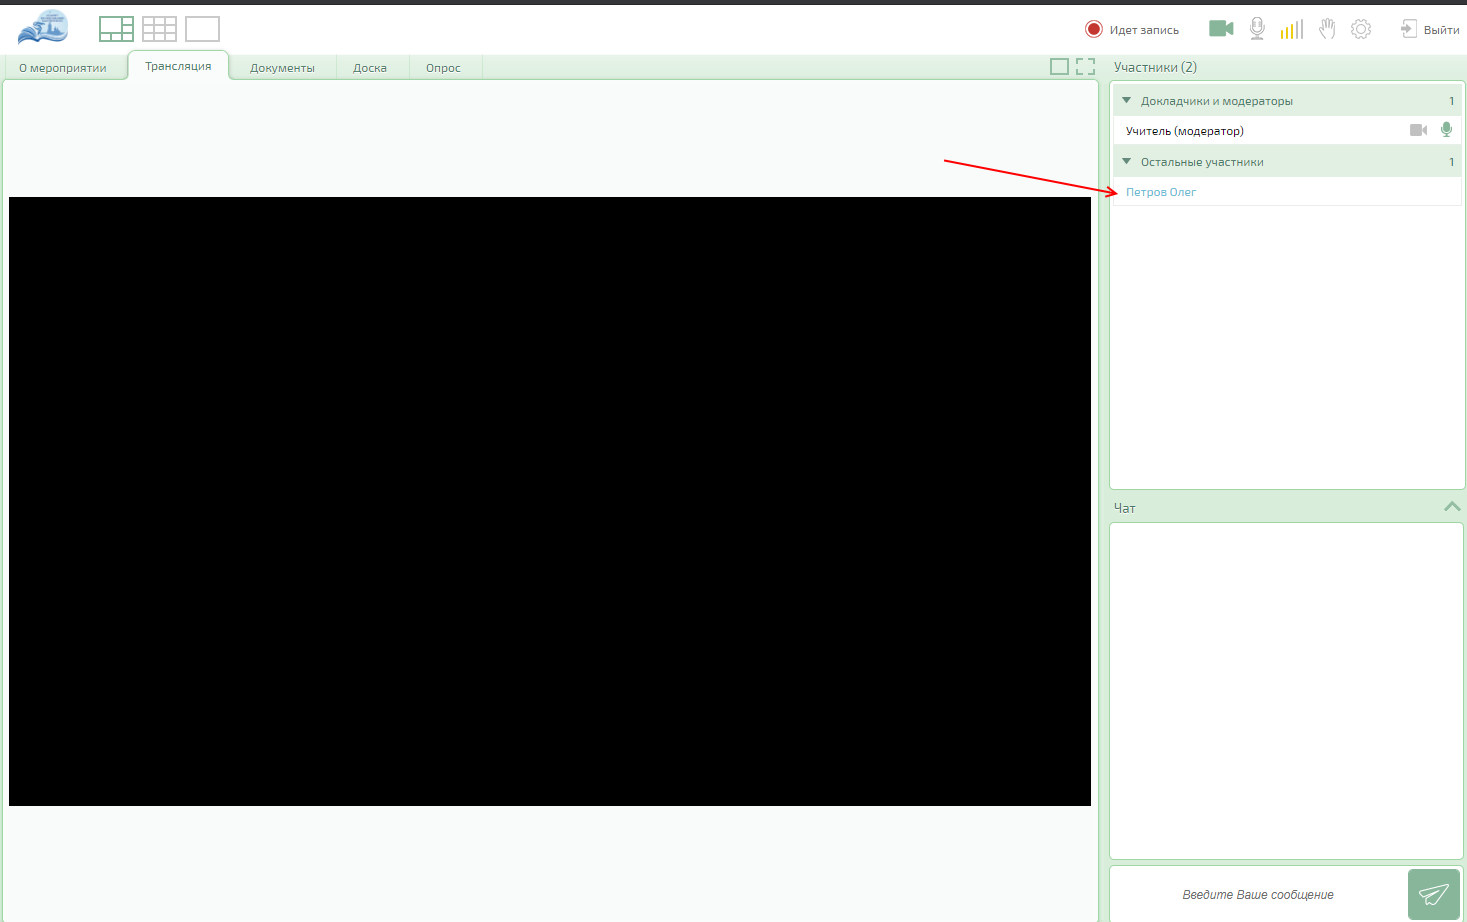 Идет запись
Выйти
О мероприятии
Трансляция
Документы
Доска
Опрос
Участники (2)
Докладчики и модераторы 1
Учитель (модератор)
Остальные участники 1
Петров Олег
Чат
Введите Ваше сообщение